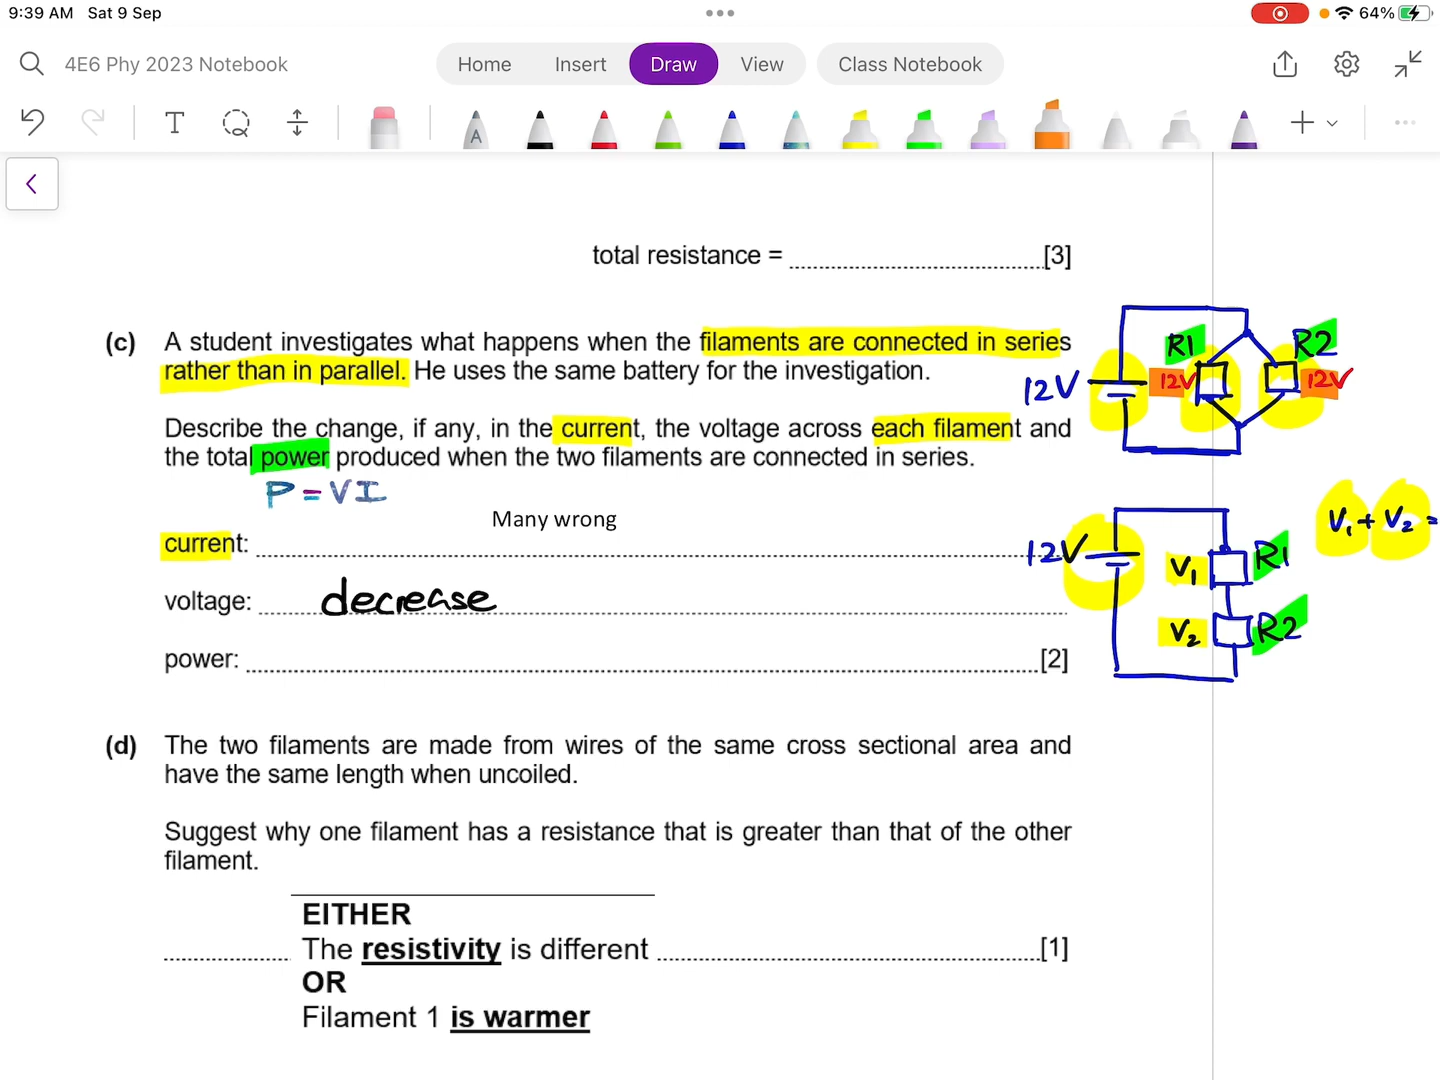 9:39 AM Sat 9 Sep
64%
4E6 Phy 2023 Notebook
Home Insert Draw View Class Notebook
T
A
total resistance = [3]
(c) A student investigates what happens when the filaments are connected in series
rather than in parallel. He uses the same battery for the investigation.
Describe the change, if any, in the current, the voltage across each filament and
the total power produced when the two filaments are connected in series.
P = VI
Many wrong
current:
voltage: decrease
power: [2]
12V R1 12V R2 12V
12V V₁ R1
V₂ R2
V₁ + V₂ =
(d) The two filaments are made from wires of the same cross sectional area and
have the same length when uncoiled.
Suggest why one filament has a resistance that is greater than that of the other
filament.
EITHER
The resistivity is different [1]
OR
Filament 1 is warmer